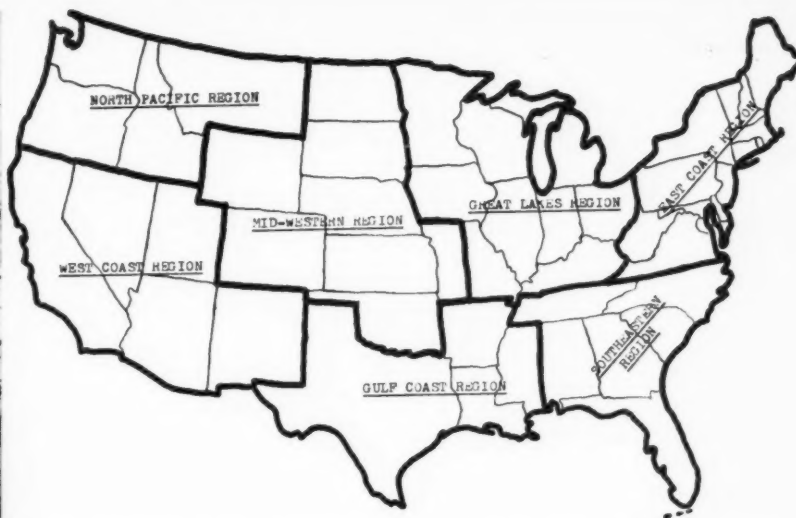 NORTH PACIFIC REGION
EAST COAST REGION
GREAT LAKES REGION
MID-WESTERN REGION
WEST COAST REGION
SOUTHEASTERN
REGION
GULF COAST REGION